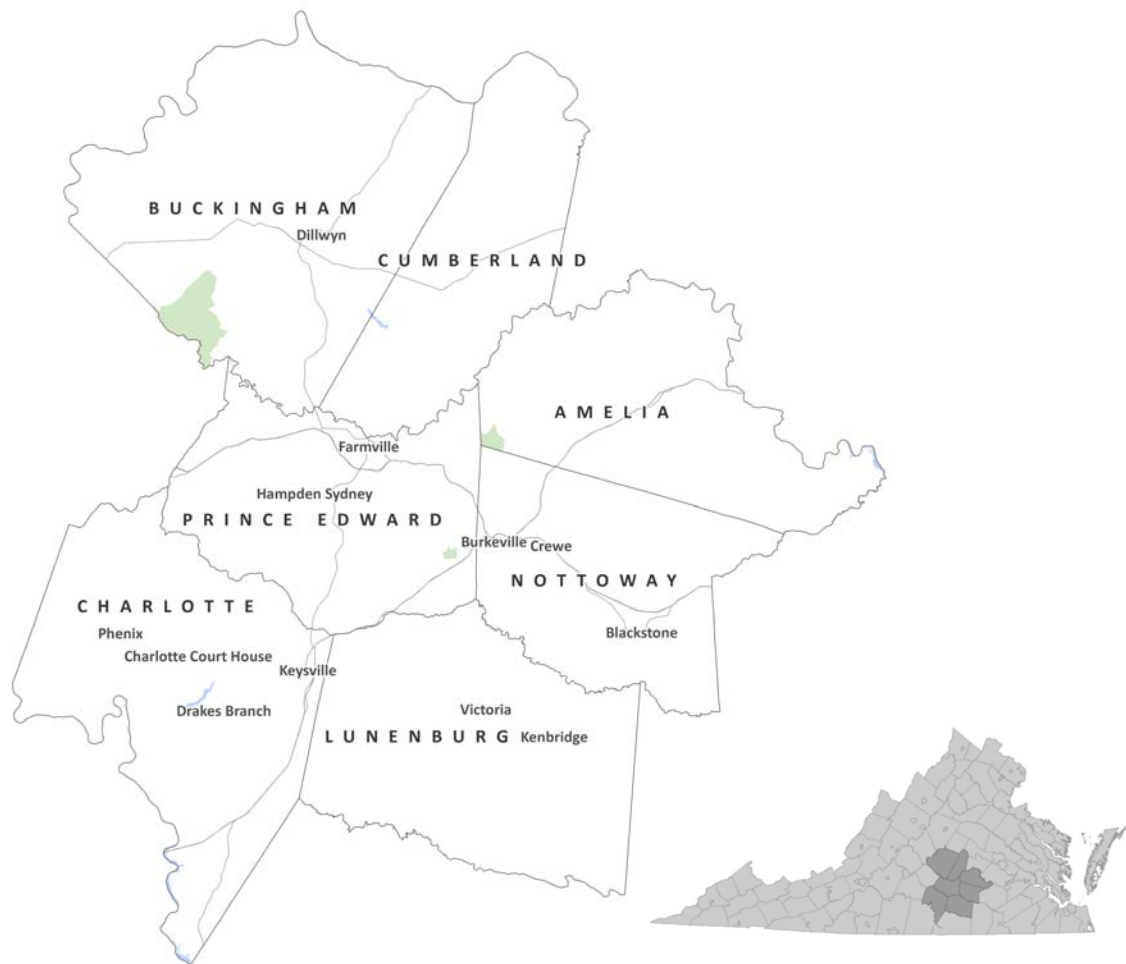 BUCKINGHAM
Dillwyn
CUMBERLAND
AMELIA
Farmville
Hampden Sydney
PRINCE EDWARD
Burkeville
Crewe
NOTTOWAY
CHARLOTTE
Phenix
Blackstone
Charlotte Court House
Keysville
Drakes Branch
Victoria
LUNENBURG
Kenbridge